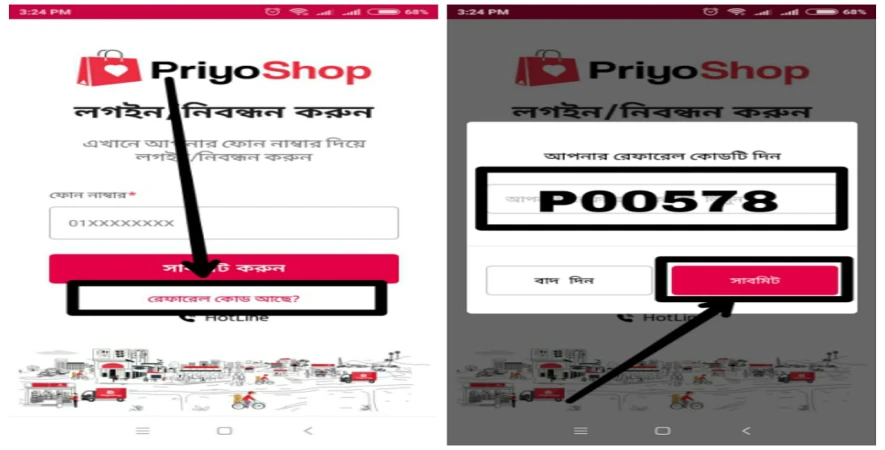 3:24 PM
68%
PriyoShop
লগইন/নিবন্ধন করুন
এখানে আপনার ফোন নাম্বার দিয়ে
লগইন/নিবন্ধন করুন
ফোন নাম্বার*
01XXXXXXXX
সাবমিট করুন
রেফারেল কোড আছে?
HotLine
3:24 PM
68%
PriyoShop
লগইন/নিবন্ধন করুন
আপনার রেফারেল কোডটি দিন
P00578
বাদ দিন
সাবমিট
HotLine